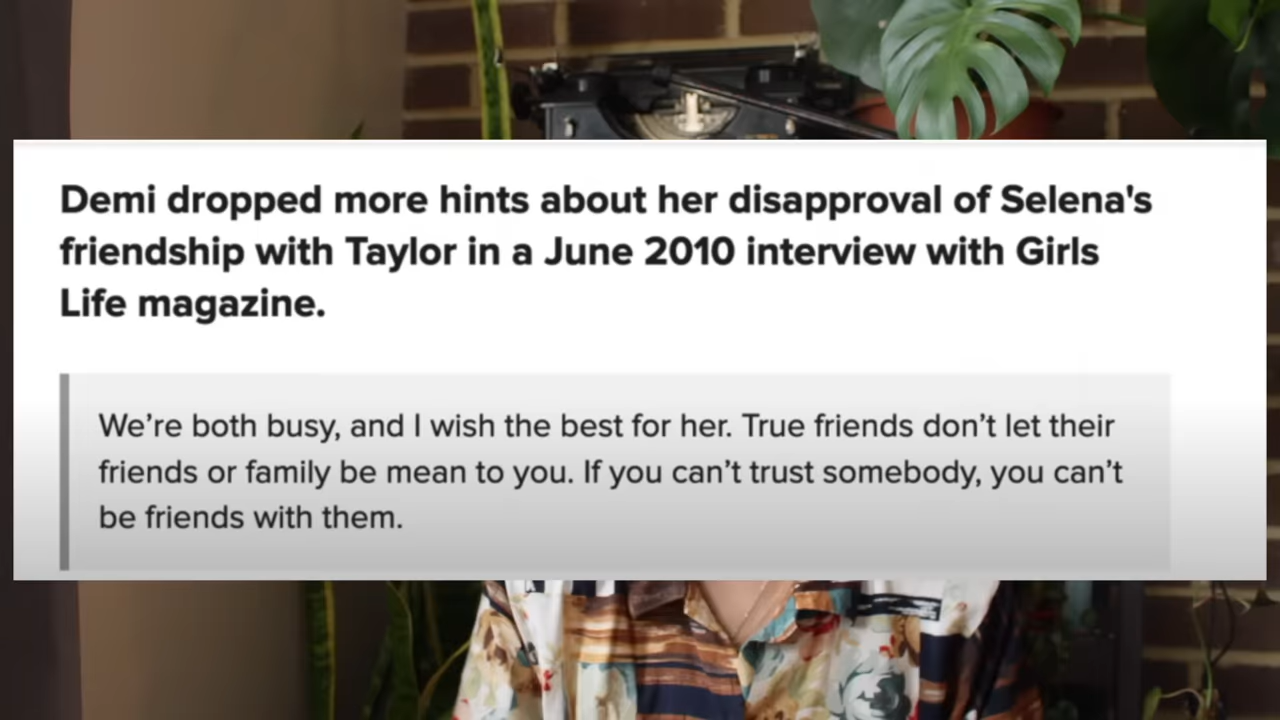 Demi dropped more hints about her disapproval of Selena's
friendship with Taylor in a June 2010 interview with Girls
Life magazine.
We’re both busy, and I wish the best for her. True friends don’t let their
friends or family be mean to you. If you can’t trust somebody, you can’t
be friends with them.